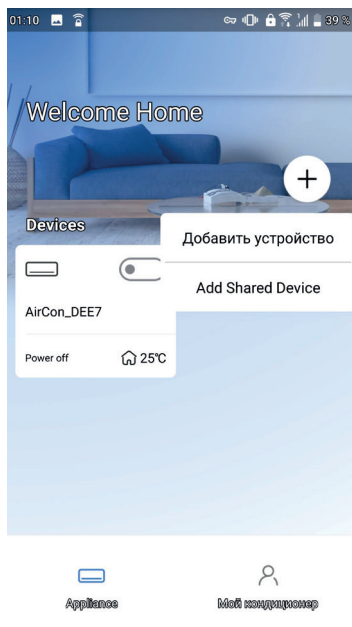 01:10 39 %
Welcome Home
Devices
Добавить устройство
Add Shared Device
AirCon_DEE7
Power off 25℃
Appliance Мой кондиционер